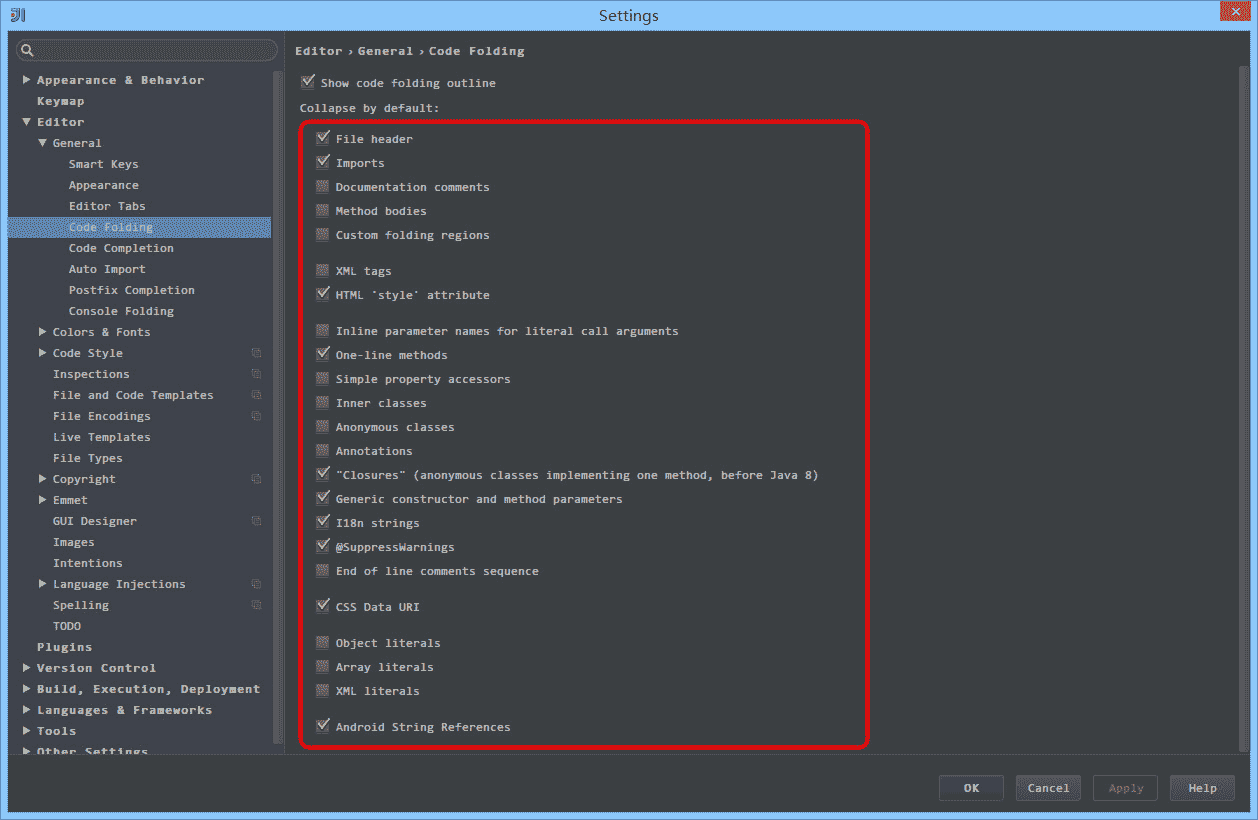 Settings
Editor › General › Code Folding
Appearance & Behavior
Keymap
Editor
General
Smart Keys
Appearance
Editor Tabs
Code Folding
Code Completion
Auto Import
Postfix Completion
Console Folding
Colors & Fonts
Code Style
Inspections
File and Code Templates
File Encodings
Live Templates
File Types
Copyright
Emmet
GUI Designer
Images
Intentions
Language Injections
Spelling
TODO
Plugins
Version Control
Build, Execution, Deployment
Languages & Frameworks
Tools
Other Settings
Show code folding outline
Collapse by default:
File header
Imports
Documentation comments
Method bodies
Custom folding regions
XML tags
HTML 'style' attribute
Inline parameter names for literal call arguments
One-line methods
Simple property accessors
Inner classes
Anonymous classes
Annotations
"Closures" (anonymous classes implementing one method, before Java 8)
Generic constructor and method parameters
I18n strings
@SuppressWarnings
End of line comments sequence
CSS Data URI
Object literals
Array literals
XML literals
Android String References
OK
Cancel
Apply
Help